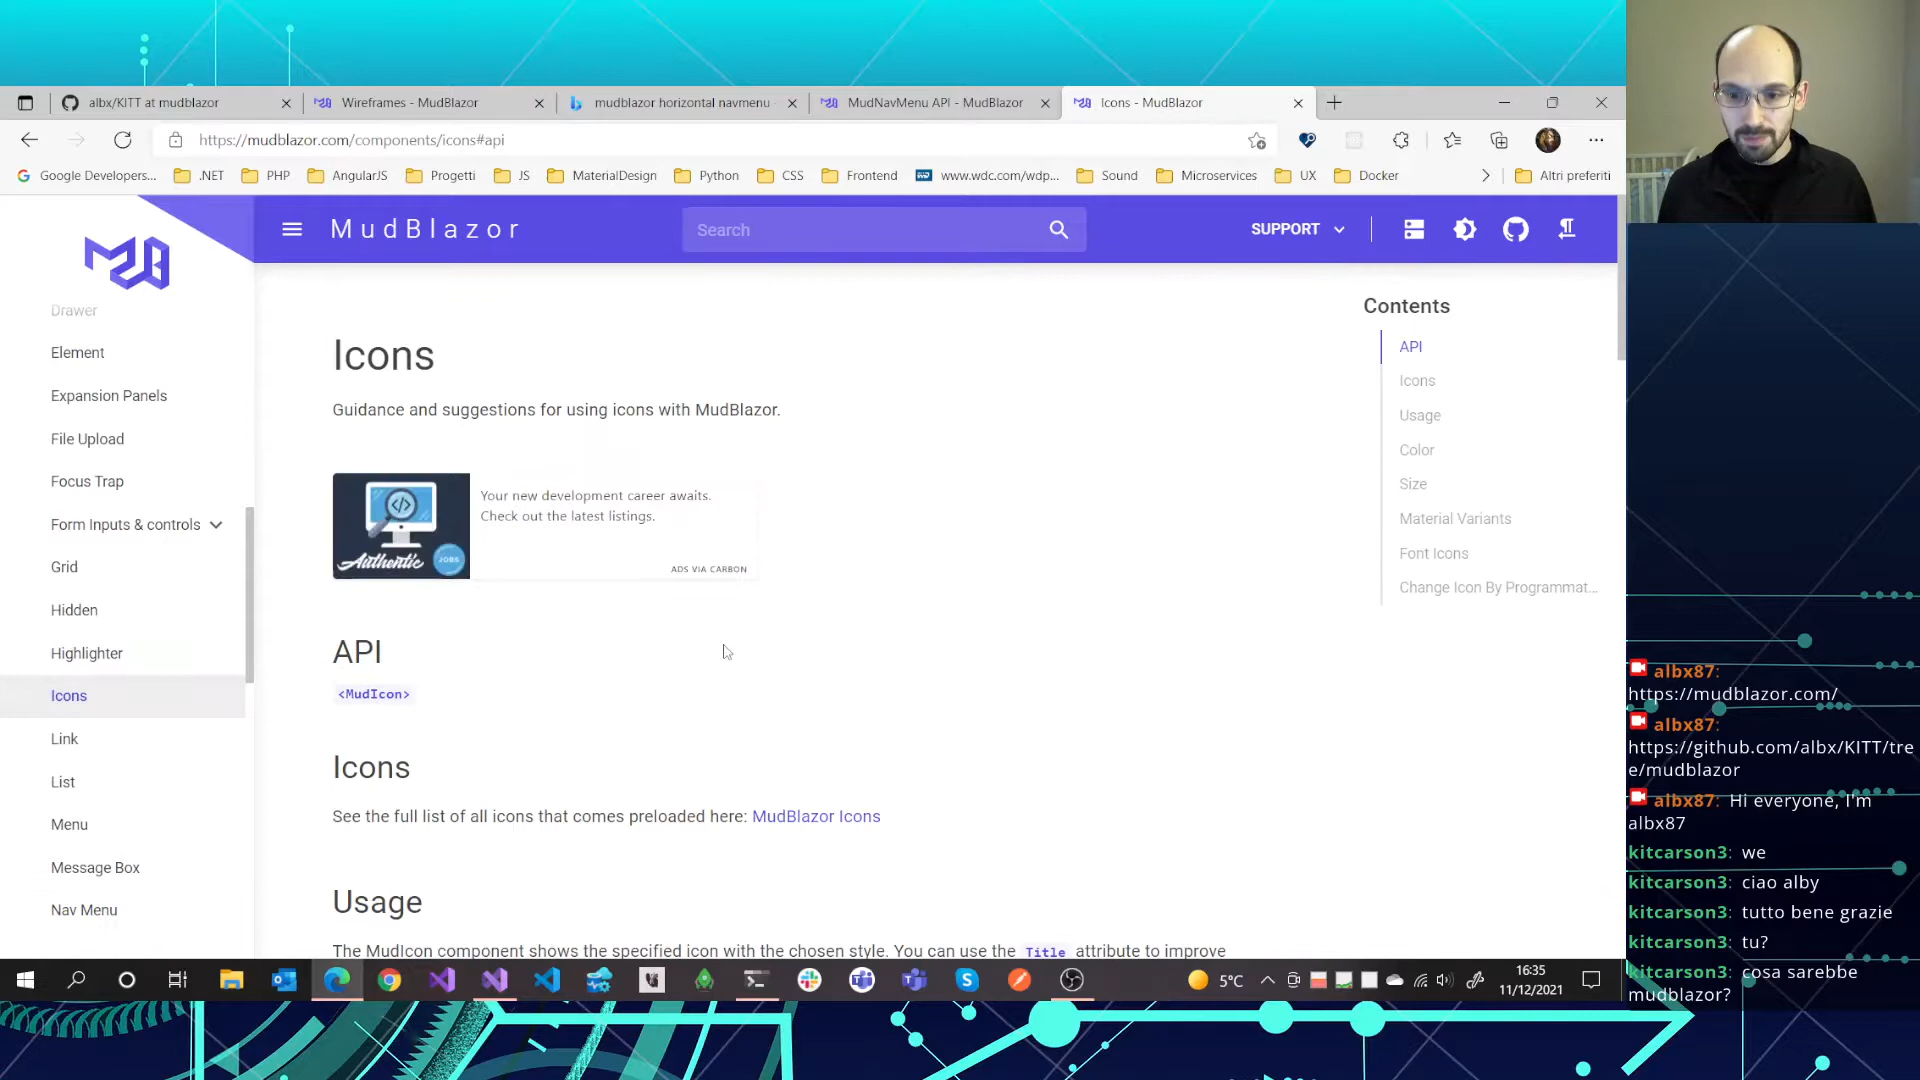 albx/KITT at mudblazor
Wireframes - MudBlazor
mudblazor horizontal navmenu
MudNavMenu API - MudBlazor
Icons - MudBlazor
https://mudblazor.com/components/icons#api
Google Developers...
.NET
PHP
AngularJS
Progetti
JS
MaterialDesign
Python
CSS
Frontend
www.wdc.com/wdp...
Sound
Microservices
UX
Docker
Altri preferiti
MudBlazor
Search
SUPPORT
Drawer
Element
Expansion Panels
File Upload
Focus Trap
Form Inputs & controls
Grid
Hidden
Highlighter
Icons
Link
List
Menu
Message Box
Nav Menu
Icons
Guidance and suggestions for using icons with MudBlazor.
Authentic
JOBS
Your new development career awaits.
Check out the latest listings.
ADS VIA CARBON
API
<MudIcon>
Icons
See the full list of all icons that comes preloaded here: MudBlazor Icons
Usage
The MudIcon component shows the specified icon with the chosen style. You can use the Title attribute to improve
Contents
API
Icons
Usage
Color
Size
Material Variants
Font Icons
Change Icon By Programmat...
albx87:
https://mudblazor.com/
albx87:
https://github.com/albx/KITT/tre
e/mudblazor
albx87: Hi everyone, I'm
albx87
kitcarson3: we
kitcarson3: ciao alby
kitcarson3: tutto bene grazie
kitcarson3: tu?
kitcarson3: cosa sarebbe
mudblazor?
5°C
16:35
11/12/2021